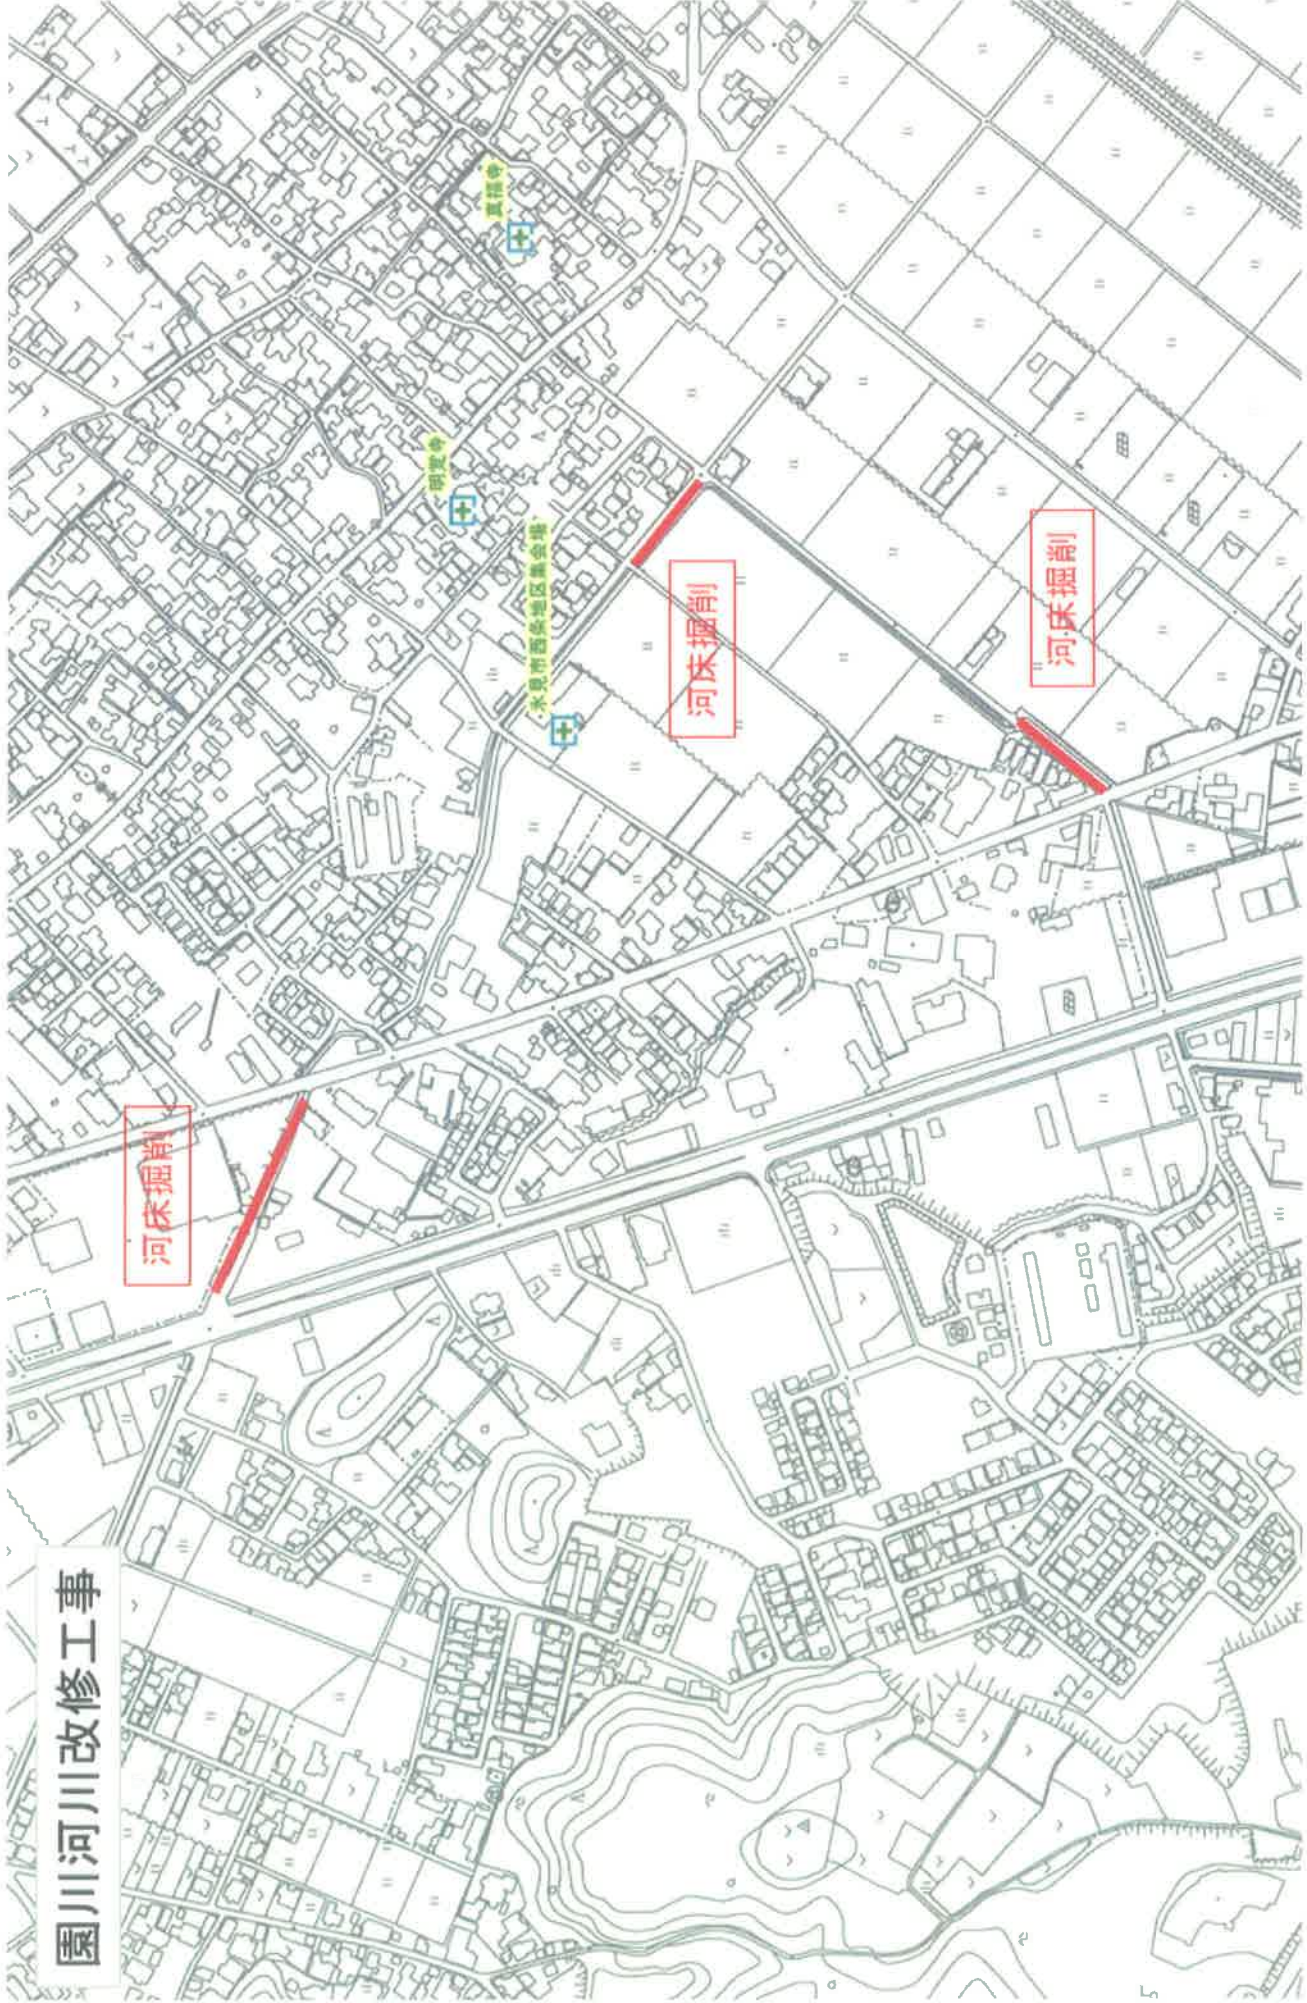 園川河川改修工事
河床掘削
河床掘削
河床掘削
氷見市西条地区集会場
明覚寺
真福寺